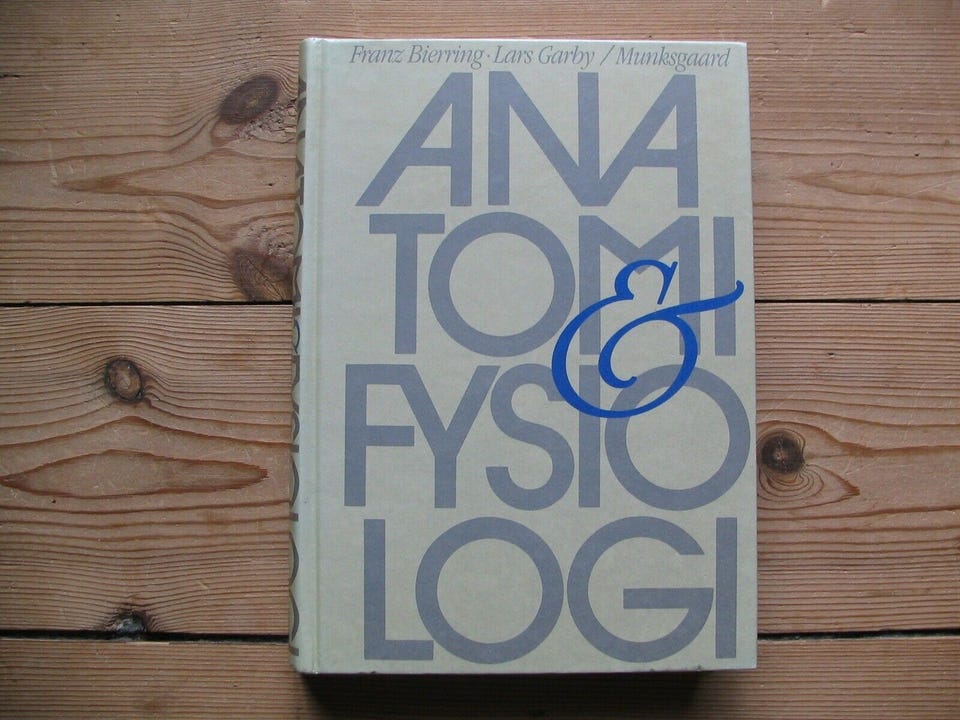 Franz Bierring · Lars Garby / Munksgaard
ANA
TOMI
&
FYSIO
LOGI